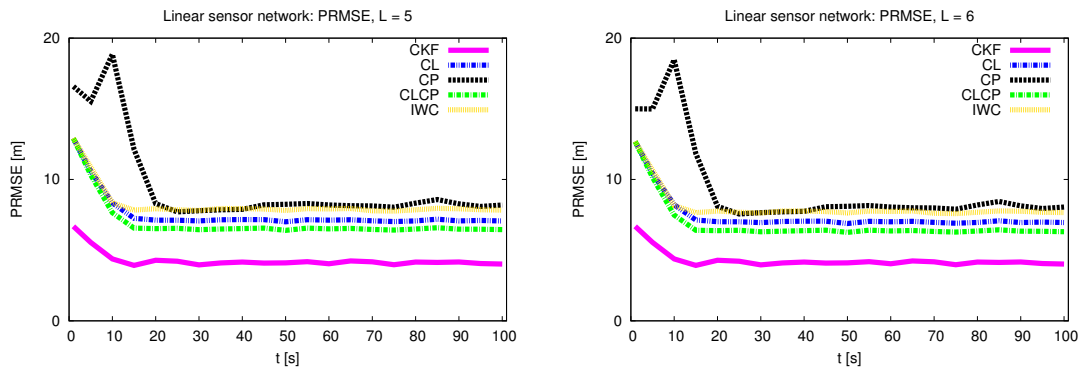 Linear sensor network: PRMSE, L = 5
20
10
0
PRMSE [m]
CKF
CL
CP
CLCP
IWC
0 10 20 30 40 50 60 70 80 90 100
t [s]
Linear sensor network: PRMSE, L = 6
20
10
0
PRMSE [m]
CKF
CL
CP
CLCP
IWC
0 10 20 30 40 50 60 70 80 90 100
t [s]